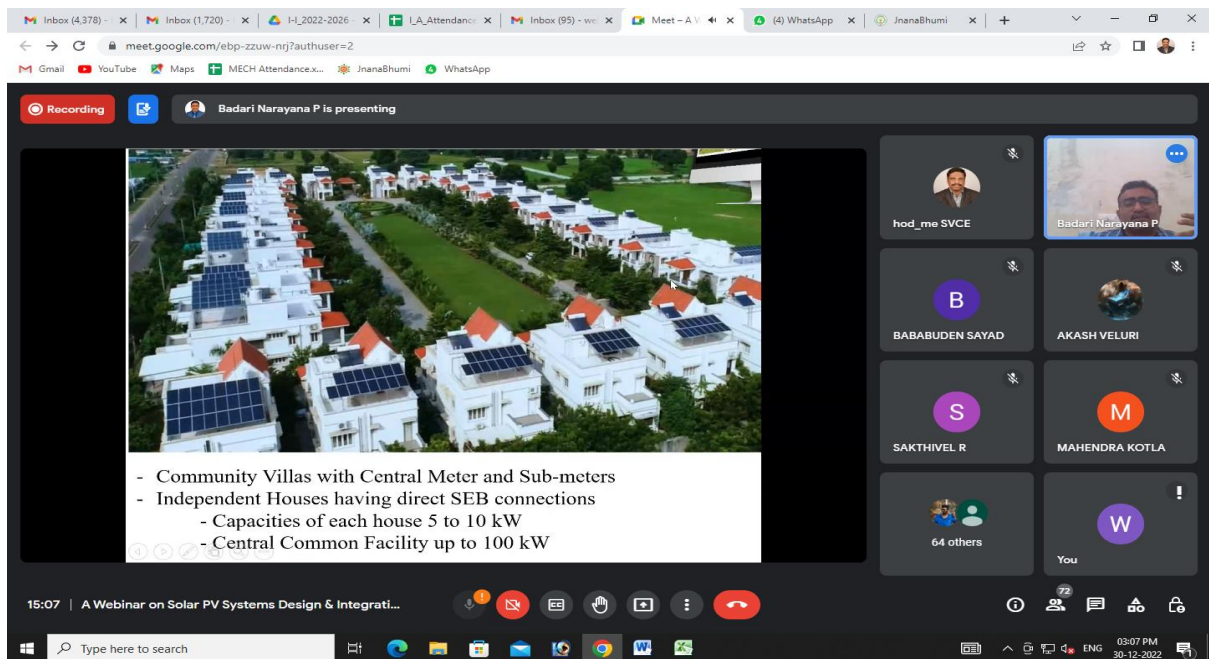 Inbox (4,378) -
Inbox (1,720) -
I-I_2022-2026 -
I_A_Attendance
Inbox (95) - we
Meet – A V
(4) WhatsApp
JnanaBhumi
meet.google.com/ebp-zzuw-nrj?authuser=2
Gmail
YouTube
Maps
MECH Attendance.x...
JnanaBhumi
WhatsApp
Recording
Badari Narayana P is presenting
hod_me SVCE
Badari Narayana P
B
BABABUDEN SAYAD
AKASH VELURI
S
SAKTHIVEL R
M
MAHENDRA KOTLA
64 others
W
You
- Community Villas with Central Meter and Sub-meters
- Independent Houses having direct SEB connections
- Capacities of each house 5 to 10 kW
- Central Common Facility up to 100 kW
15:07 | A Webinar on Solar PV Systems Design & Integrati...
CC
72
Type here to search
ENG
03:07 PM
30-12-2022